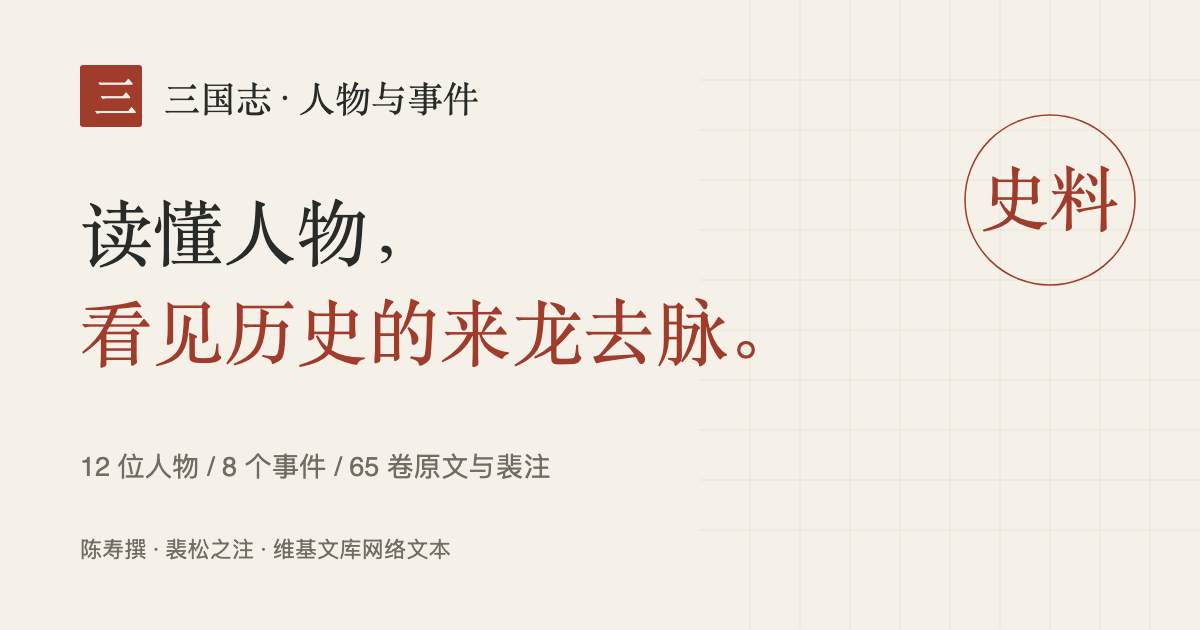 三 三国志 · 人物与事件
史料
读懂人物，
看见历史的来龙去脉。
12 位人物 / 8 个事件 / 65 卷原文与裴注
陈寿撰 · 裴松之注 · 维基文库网络文本